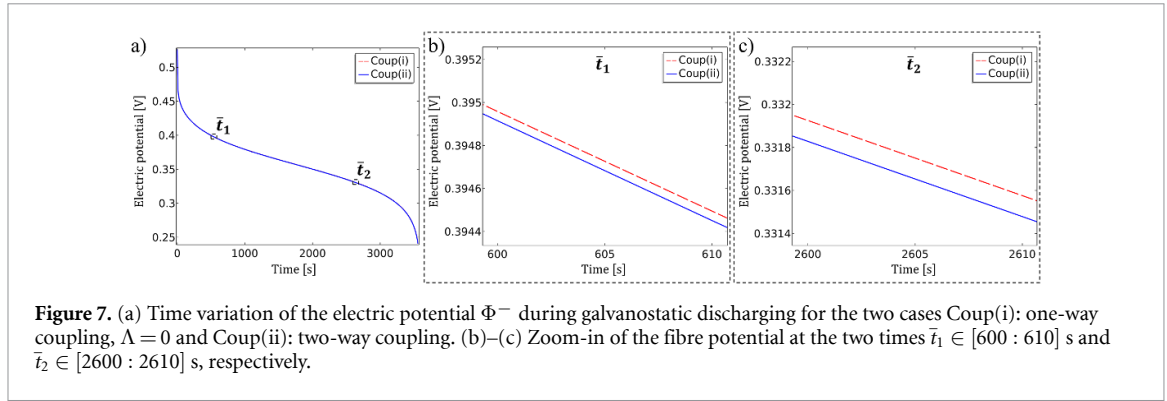 a)
0.5
0.45
0.4
0.35
0.3
0.25
Electric potential [V]
0
1000
2000
3000
Time [s]
Coup(i)
Coup(ii)
t̄₁
t̄₂
b)
0.3952
0.395
0.3948
0.3946
0.3944
Electric potential [V]
600
605
610
Time [s]
t̄₁
Coup(i)
Coup(ii)
c)
0.3322
0.332
0.3318
0.3316
0.3314
Electric potential [V]
2600
2605
2610
Time [s]
t̄₂
Coup(i)
Coup(ii)
Figure 7. (a) Time variation of the electric potential Φ⁻ during galvanostatic discharging for the two cases Coup(i): one-way
coupling, Λ = 0 and Coup(ii): two-way coupling. (b)–(c) Zoom-in of the fibre potential at the two times t̄₁ ∈ [600 : 610] s and
t̄₂ ∈ [2600 : 2610] s, respectively.